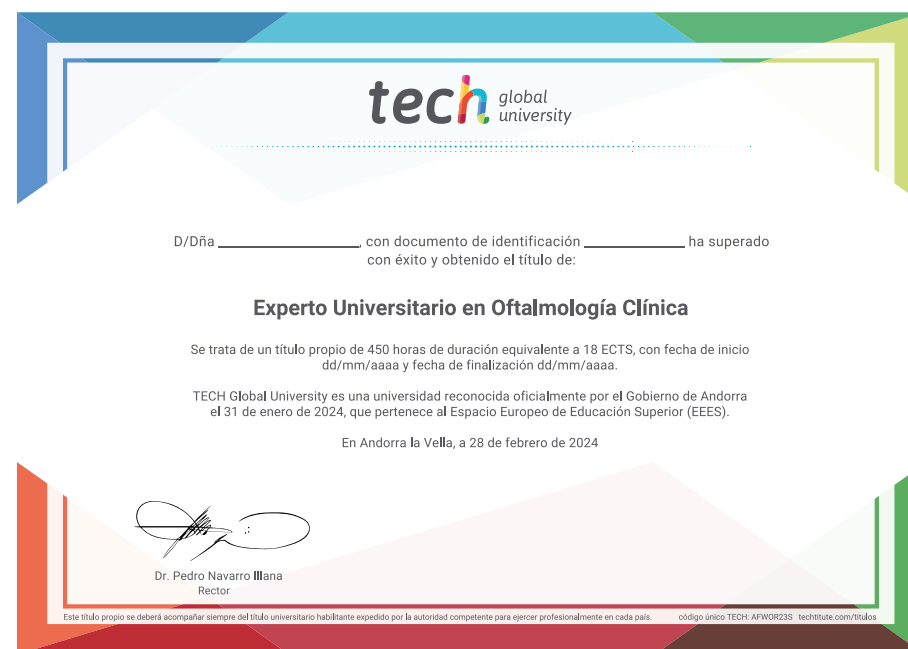 tech global university
D/Dña ____________________, con documento de identificación ______________ ha superado
con éxito y obtenido el título de:
Experto Universitario en Oftalmología Clínica
Se trata de un título propio de 450 horas de duración equivalente a 18 ECTS, con fecha de inicio
dd/mm/aaaa y fecha de finalización dd/mm/aaaa.
TECH Global University es una universidad reconocida oficialmente por el Gobierno de Andorra
el 31 de enero de 2024, que pertenece al Espacio Europeo de Educación Superior (EEES).
En Andorra la Vella, a 28 de febrero de 2024
Dr. Pedro Navarro Illana
Rector
Este título propio se deberá acompañar siempre del título universitario habilitante expedido por la autoridad competente para ejercer profesionalmente en cada país. código único TECH: AFWOR23S techtitute.com/titulos